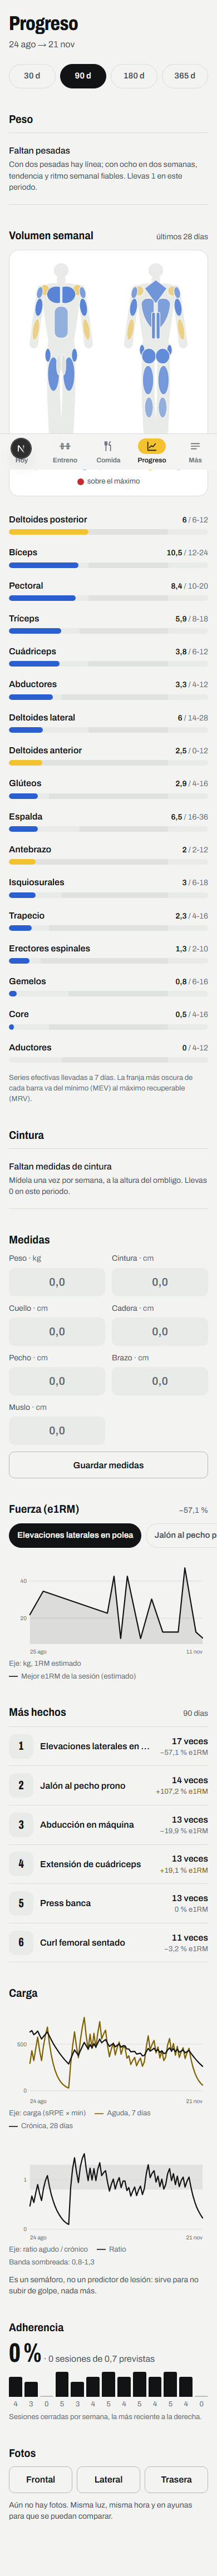 Progreso
24 ago → 21 nov
30 d 90 d 180 d 365 d
Peso
Faltan pesadas
Con dos pesadas hay línea; con ocho en dos semanas,
tendencia y ritmo semanal fiables. Llevas 1 en este
periodo.
Volumen semanal últimos 28 días
N
Hoy Entreno Comida Progreso Más
sobre el máximo
Deltoides posterior 6 / 6-12
Bíceps 10,5 / 12-24
Pectoral 8,4 / 10-20
Tríceps 5,9 / 8-18
Cuádriceps 3,8 / 6-12
Abductores 3,3 / 4-12
Deltoides lateral 6 / 14-28
Deltoides anterior 2,5 / 0-12
Glúteos 2,9 / 4-16
Espalda 6,5 / 16-36
Antebrazo 2 / 2-12
Isquiosurales 3 / 6-18
Trapecio 2,3 / 4-16
Erectores espinales 1,3 / 2-10
Gemelos 0,8 / 6-16
Core 0,5 / 4-16
Aductores 0 / 4-12
Series efectivas llevadas a 7 días. La franja más oscura de
cada barra va del mínimo (MEV) al máximo recuperable
(MRV).
Cintura
Faltan medidas de cintura
Mídela una vez por semana, a la altura del ombligo. Llevas
0 en este periodo.
Medidas
Peso · kg Cintura · cm
0,0 0,0
Cuello · cm Cadera · cm
0,0 0,0
Pecho · cm Brazo · cm
0,0 0,0
Muslo · cm
0,0
Guardar medidas
Fuerza (e1RM) −57,1 %
Elevaciones laterales en polea Jalón al pecho p
40
20
25 ago 11 nov
Eje: kg, 1RM estimado
Mejor e1RM de la sesión (estimado)
Más hechos 90 días
1 Elevaciones laterales en … 17 veces
−57,1 % e1RM
2 Jalón al pecho prono 14 veces
+107,2 % e1RM
3 Abducción en máquina 13 veces
−19,9 % e1RM
4 Extensión de cuádriceps 13 veces
+19,1 % e1RM
5 Press banca 13 veces
0 % e1RM
6 Curl femoral sentado 11 veces
−3,2 % e1RM
Carga
500
0
24 ago 21 nov
Eje: carga (sRPE × min) Aguda, 7 días
Crónica, 28 días
1
0
24 ago 21 nov
Eje: ratio agudo / crónico Ratio
Banda sombreada: 0,8-1,3
Es un semáforo, no un predictor de lesión: sirve para no
subir de golpe, nada más.
Adherencia
0 % · 0 sesiones de 0,7 previstas
4 3 0 5 3 4 5 4 5 4 5 4 0
Sesiones cerradas por semana, la más reciente a la derecha.
Fotos
Frontal Lateral Trasera
Aún no hay fotos. Misma luz, misma hora y en ayunas
para que se puedan comparar.